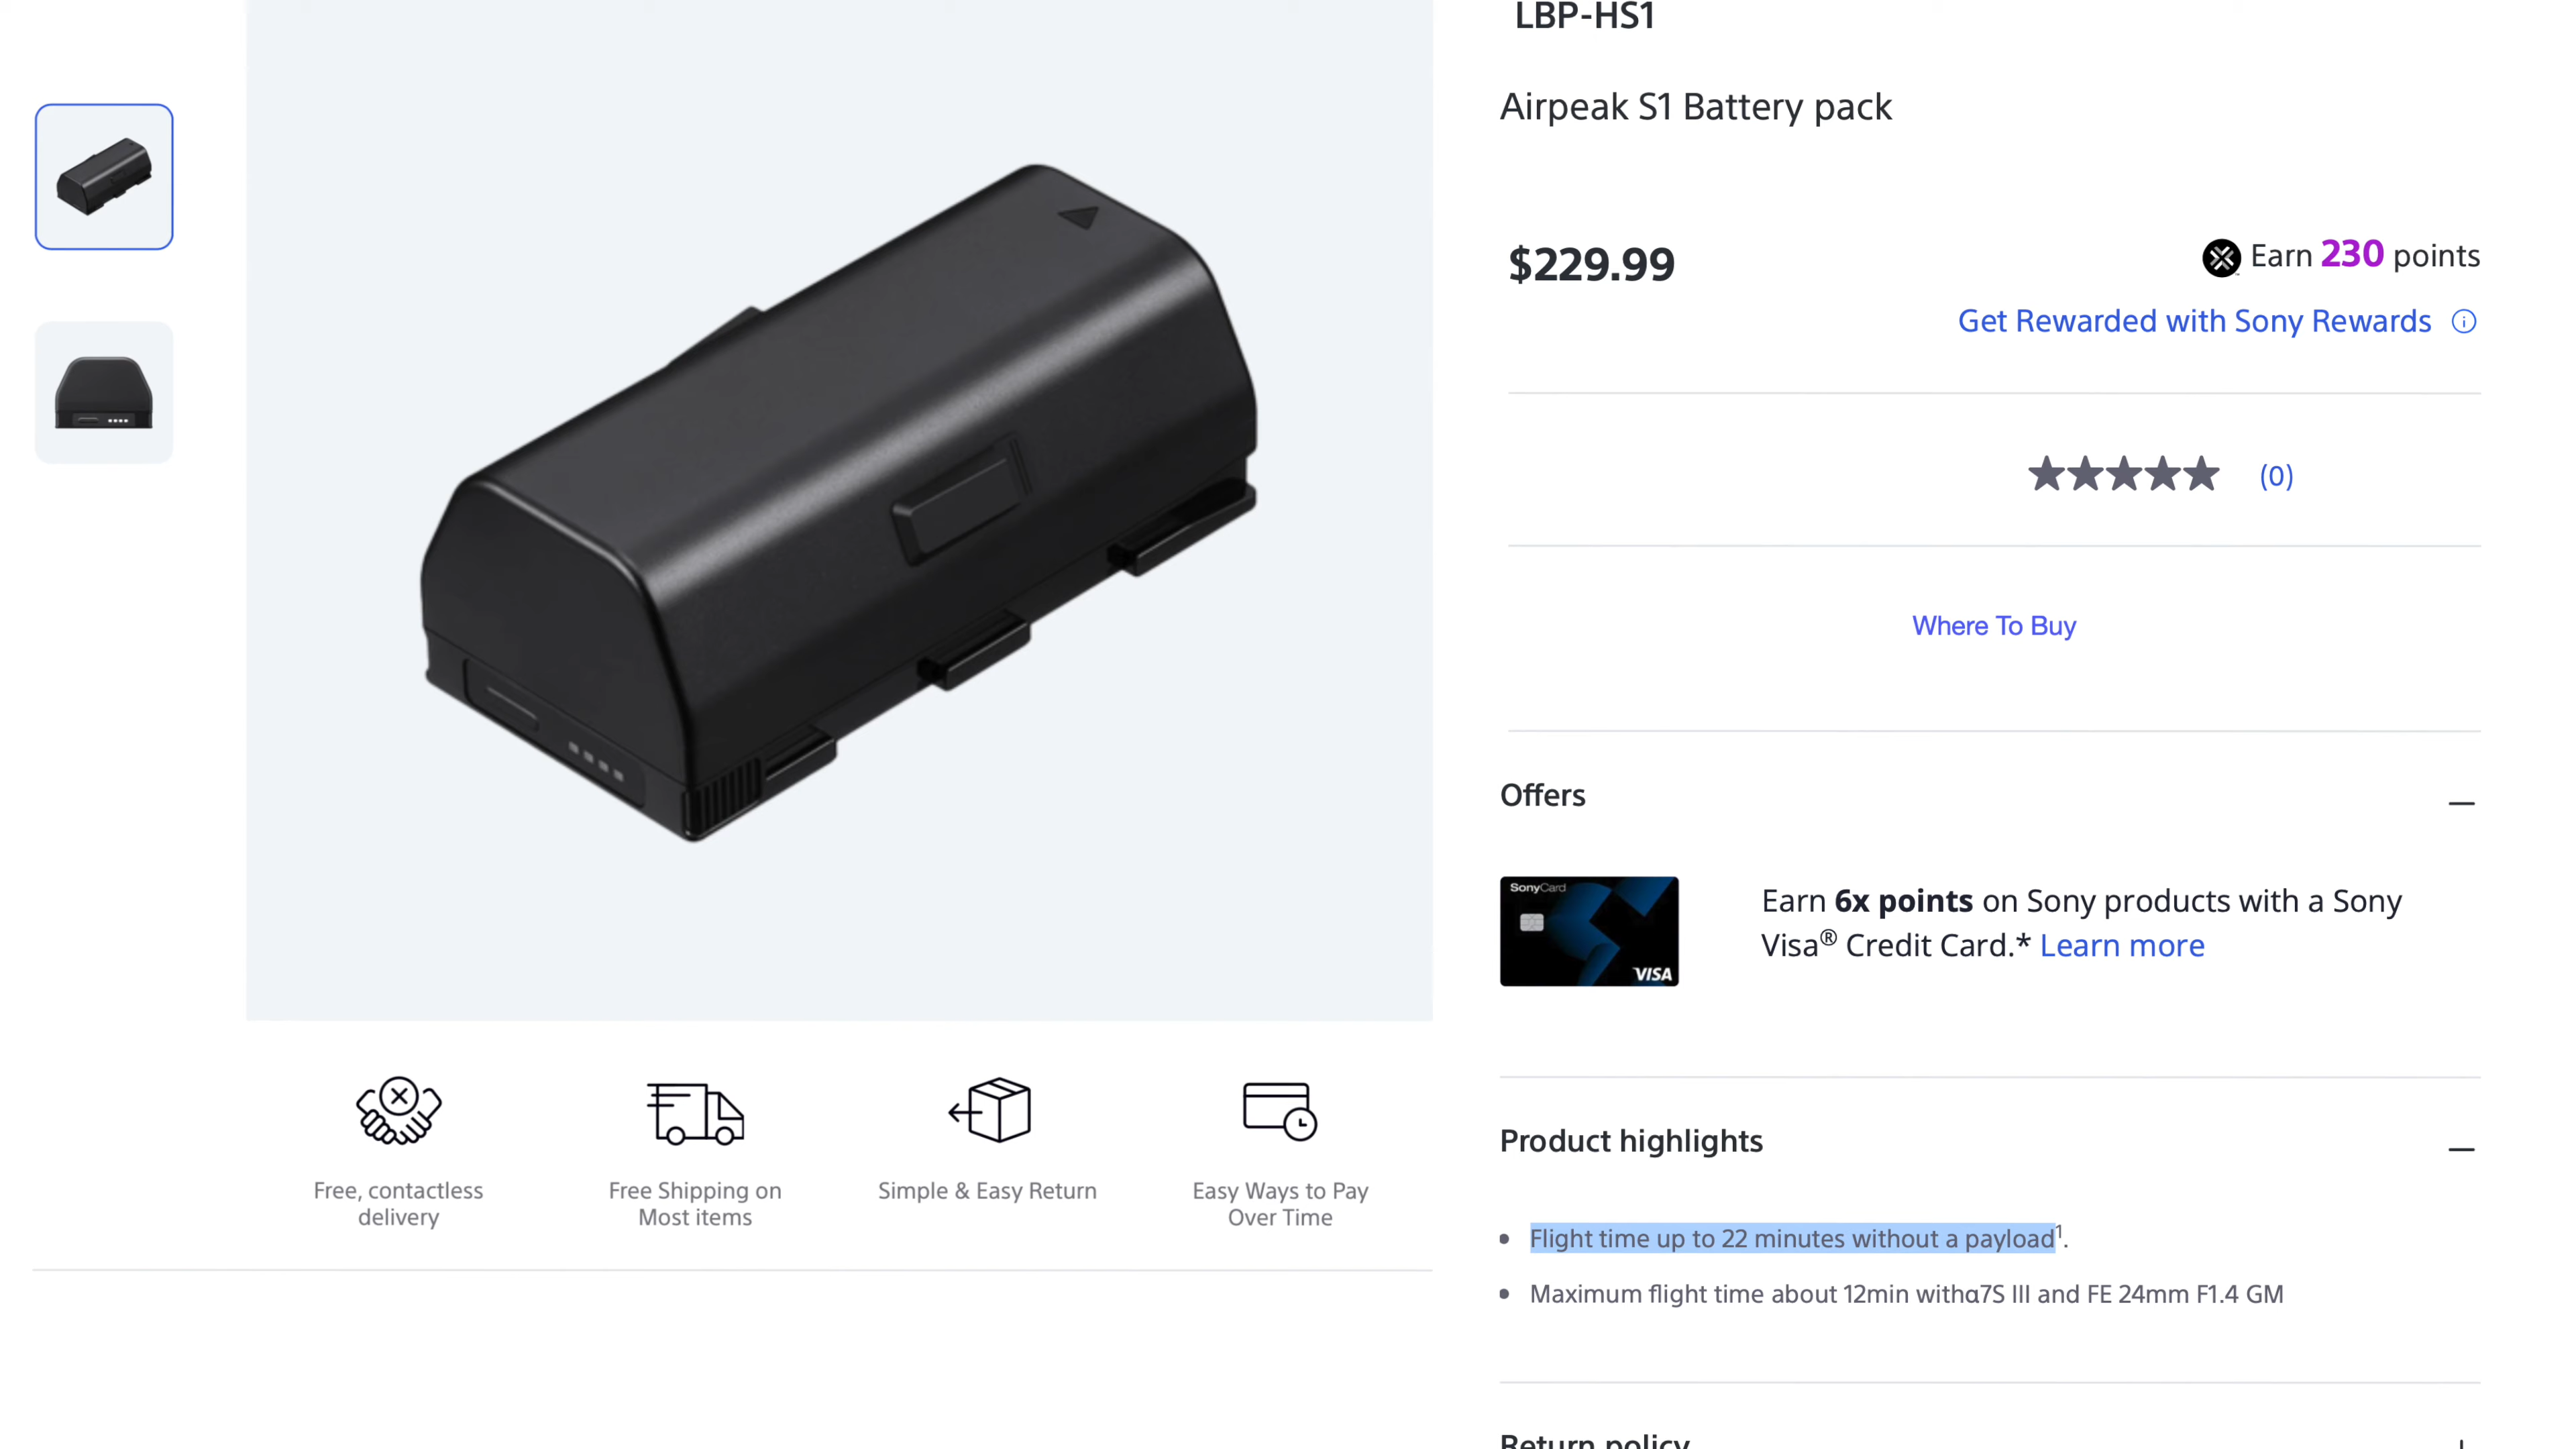 LBP-HS1
Airpeak S1 Battery pack
$229.99
Earn 230 points
Get Rewarded with Sony Rewards
(0)
Where To Buy
Offers
SonyCard
VISA
Earn 6x points on Sony products with a Sony
Visa® Credit Card.* Learn more
Free, contactless
delivery
Free Shipping on
Most items
Simple & Easy Return
Easy Ways to Pay
Over Time
Product highlights
Flight time up to 22 minutes without a payload¹.
Maximum flight time about 12min withα7S III and FE 24mm F1.4 GM
Return policy